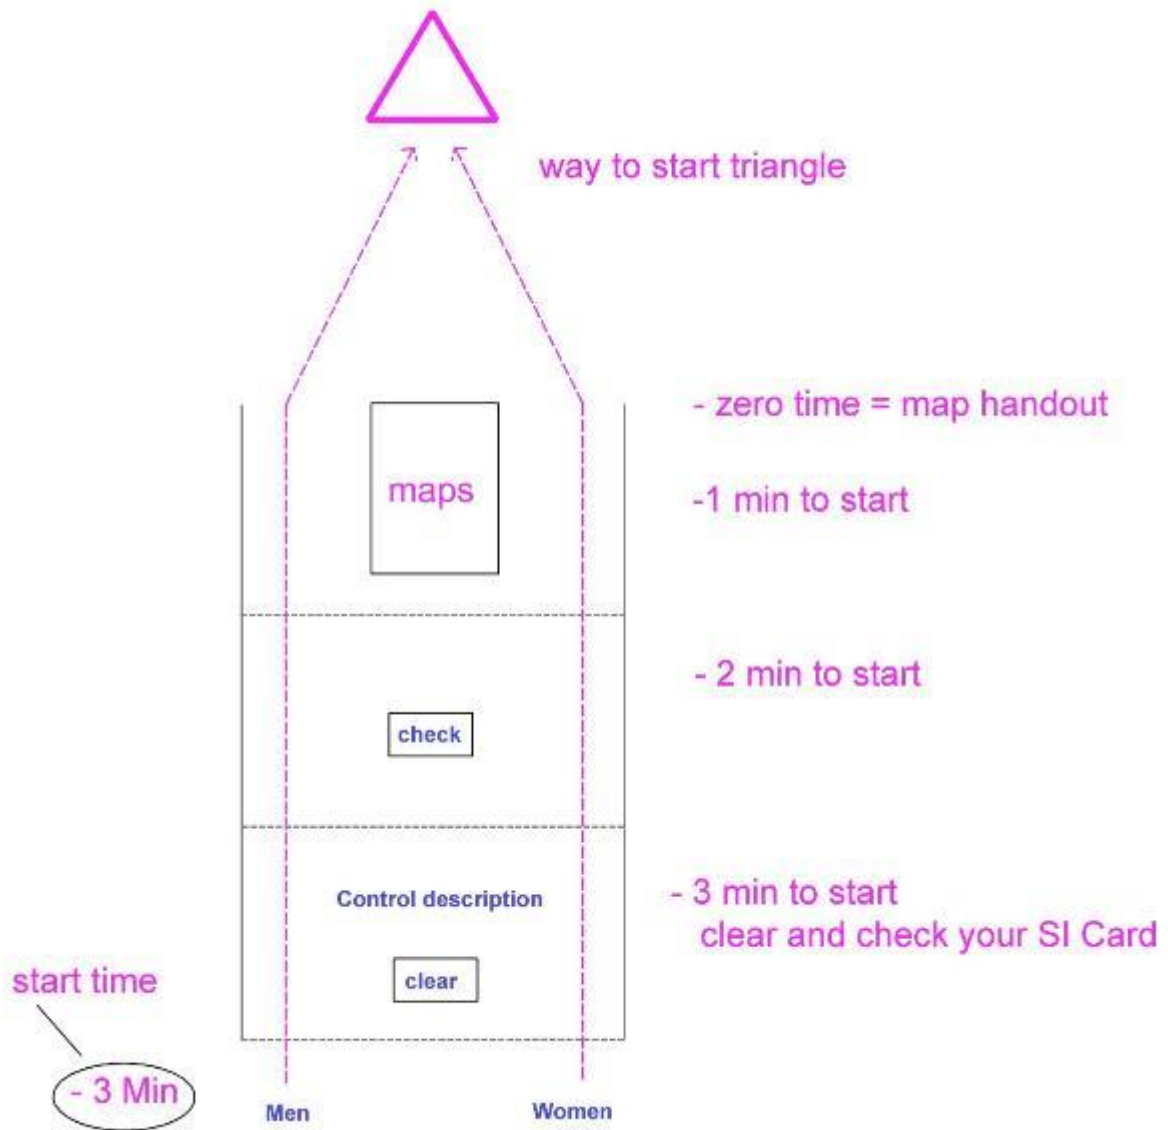 way to start triangle
- zero time = map handout
maps
-1 min to start
- 2 min to start
check
Control description
- 3 min to start
clear and check your SI Card
clear
start time
- 3 Min
Men
Women